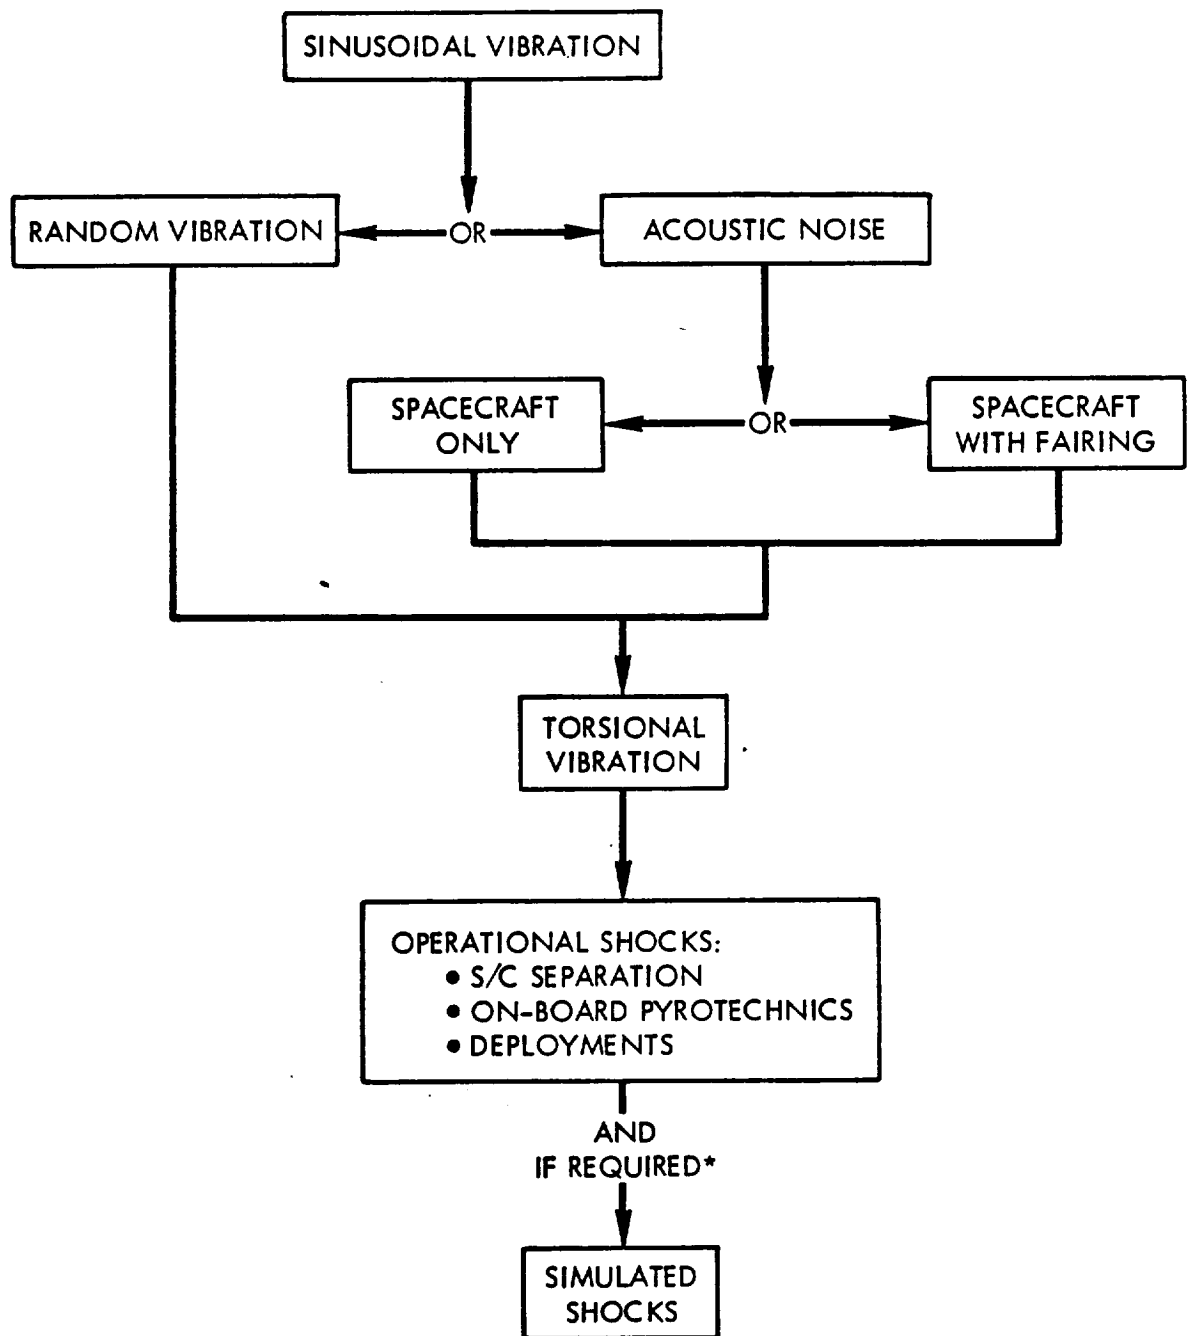 SINUSOIDAL VIBRATION
RANDOM VIBRATION
OR
ACOUSTIC NOISE
SPACECRAFT
ONLY
OR
SPACECRAFT
WITH FAIRING
TORSIONAL
VIBRATION
OPERATIONAL SHOCKS:
• S/C SEPARATION
• ON-BOARD PYROTECHNICS
• DEPLOYMENTS
AND
IF REQUIRED*
SIMULATED
SHOCKS